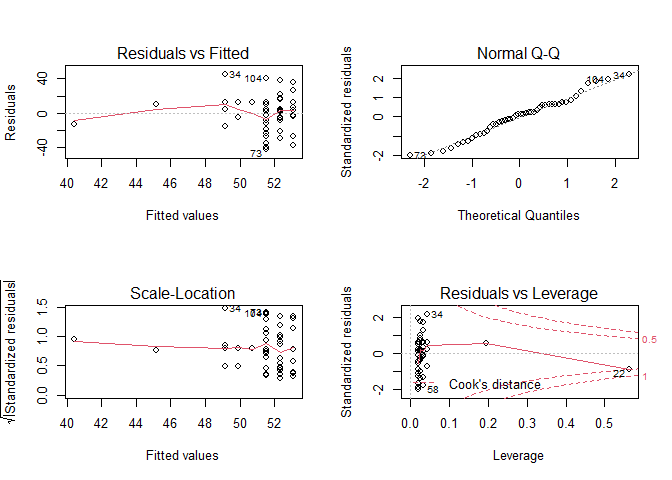 Residuals vs Fitted
Residuals
40
0
-40
34
104
73
40 42 44 46 48 50 52
Fitted values
Normal Q-Q
Standardized residuals
2
0
-2
104 34
73
-2 -1 0 1 2
Theoretical Quantiles
Scale-Location
√|Standardized residuals|
1.5
1.0
0.5
0.0
34
40 42 44 46 48 50 52
Fitted values
Residuals vs Leverage
Standardized residuals
2
0
-2
34
0.5
1
22
58
Cook's distance
0.0 0.1 0.2 0.3 0.4 0.5
Leverage